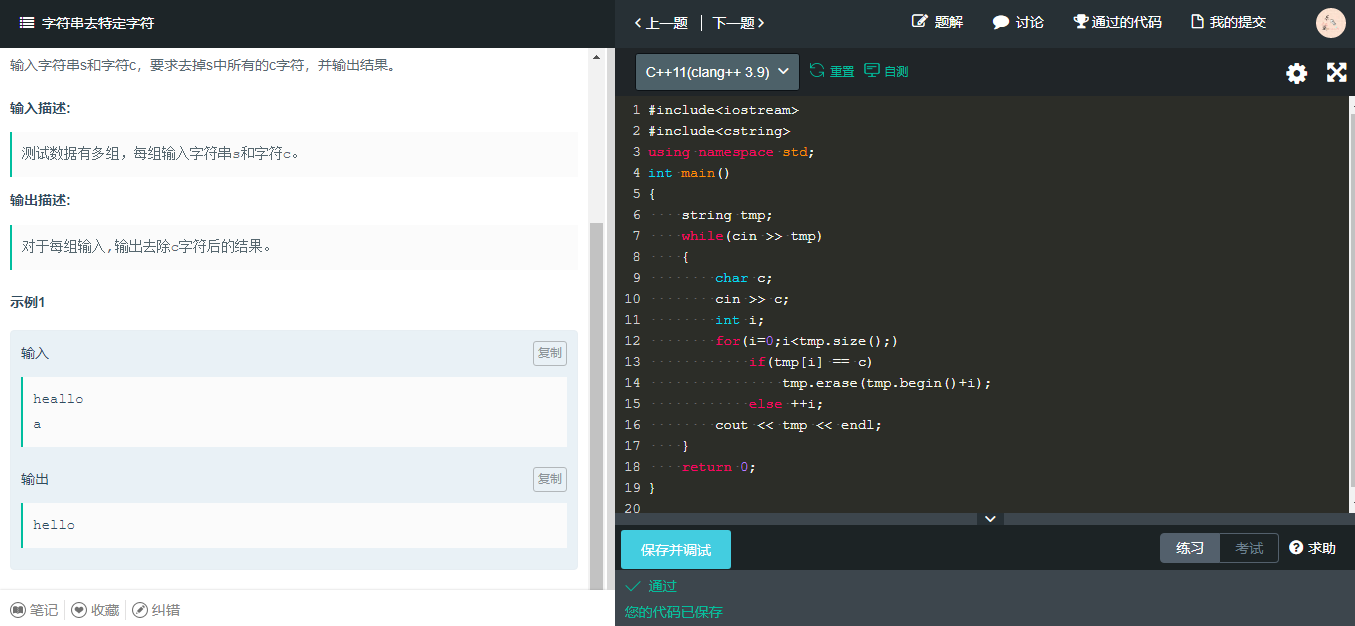 字符串去特定字符
输入字符串s和字符c，要求去掉s中所有的c字符，并输出结果。
输入描述:
测试数据有多组，每组输入字符串s和字符c。
输出描述:
对于每组输入,输出去除c字符后的结果。
示例1
输入 复制
heallo
a
输出 复制
hello
笔记 收藏 纠错
上一题 下一题 题解 讨论 通过的代码 我的提交
C++11(clang++ 3.9) 重置 自测
1 #include<iostream>
2 #include<cstring>
3 using namespace std;
4 int main()
5 {
6     string tmp;
7     while(cin >> tmp)
8     {
9         char c;
10         cin >> c;
11         int i;
12         for(i=0;i<tmp.size();)
13             if(tmp[i] == c)
14                 tmp.erase(tmp.begin()+i);
15             else ++i;
16         cout << tmp << endl;
17     }
18     return 0;
19 }
20
保存并调试 练习 考试 求助
通过
您的代码已保存